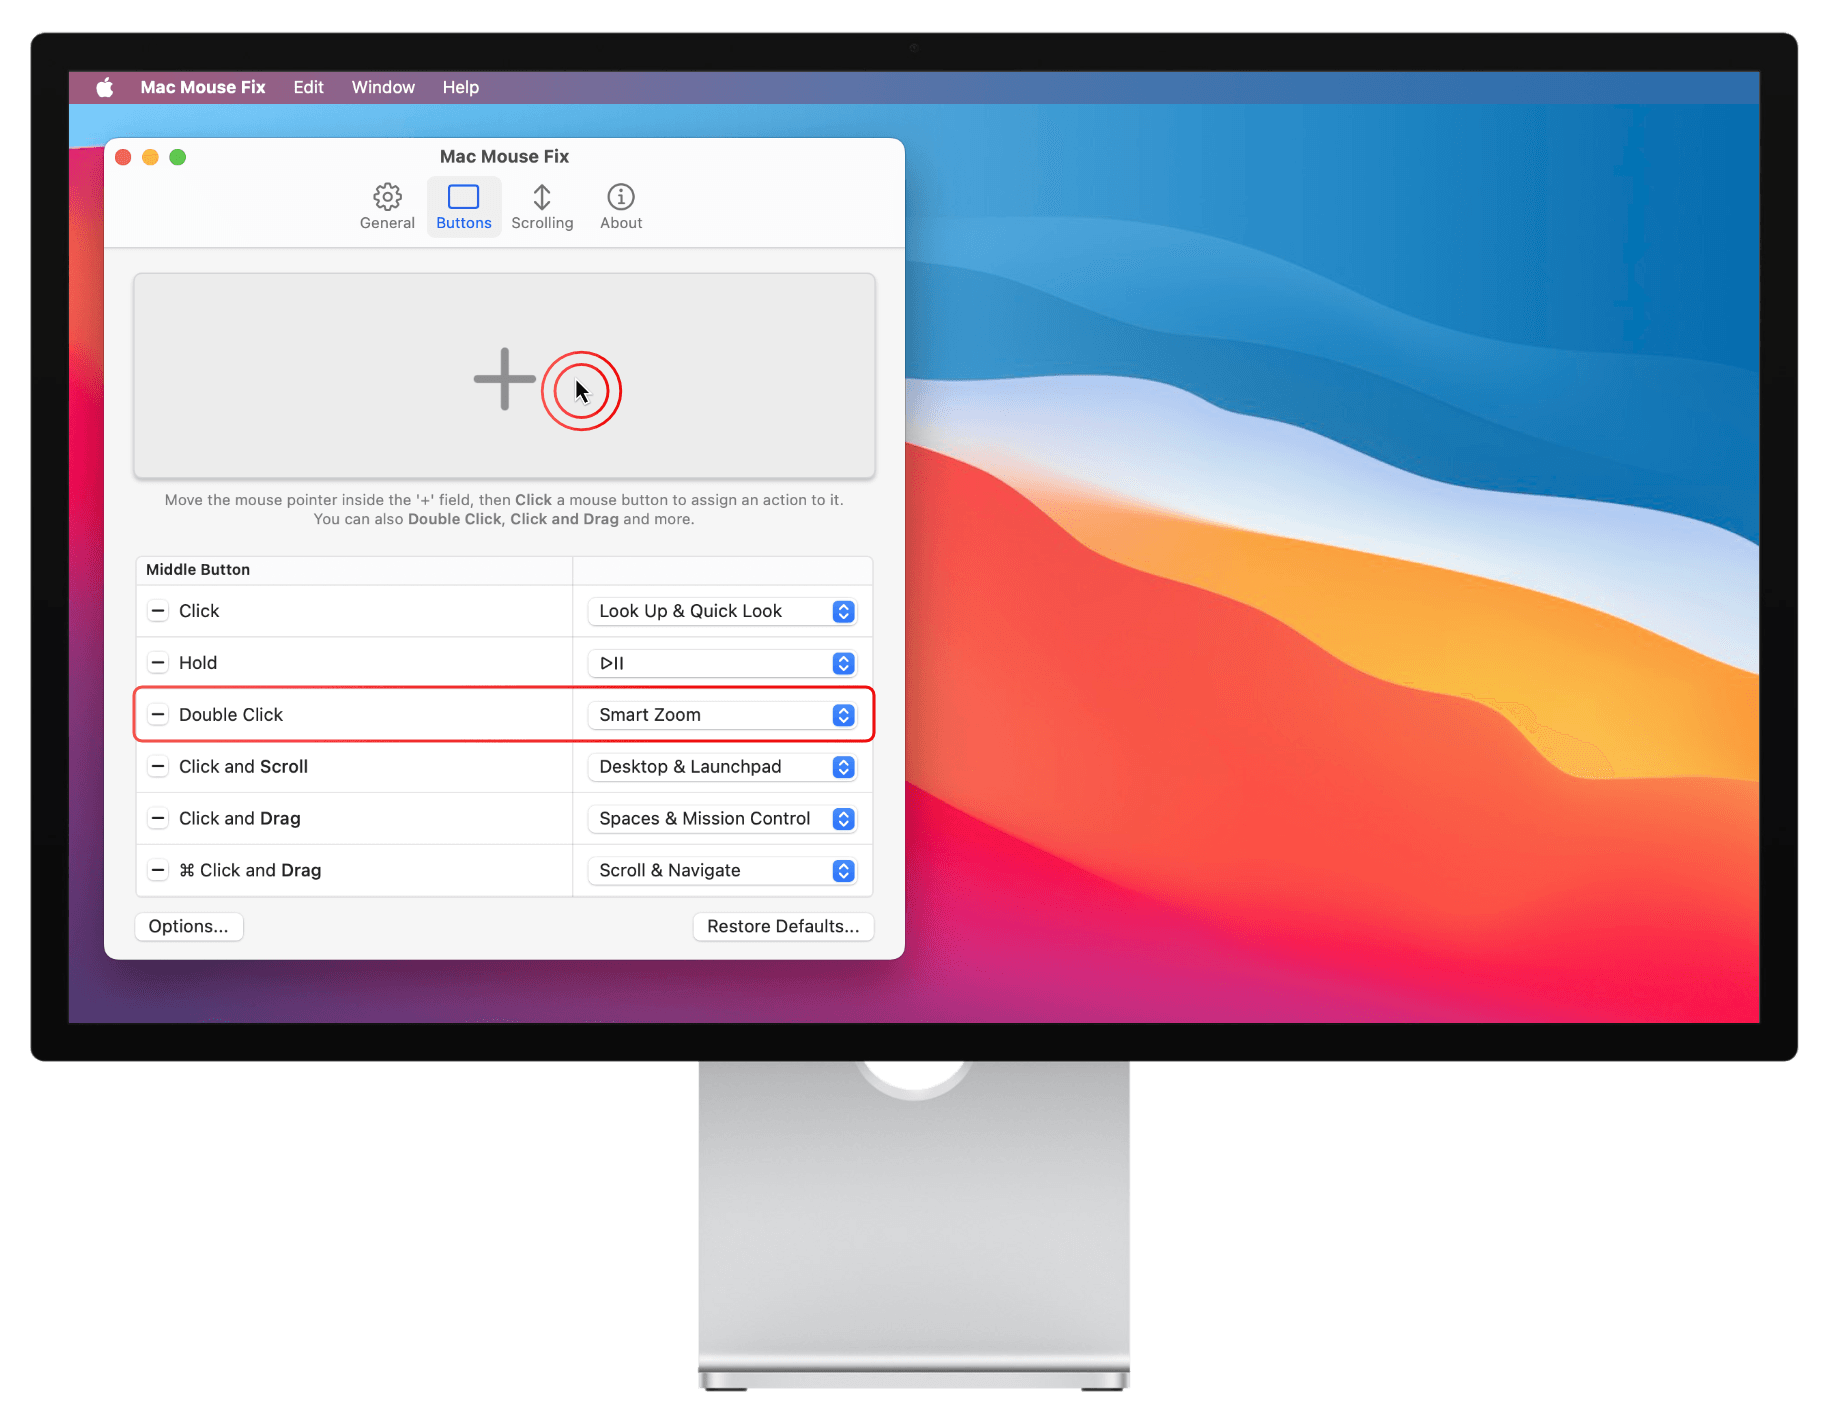 Mac Mouse Fix Edit Window Help
Mac Mouse Fix
General Buttons Scrolling About
Move the mouse pointer inside the '+' field, then Click a mouse button to assign an action to it.
You can also Double Click, Click and Drag and more.
Middle Button
Click Look Up & Quick Look
Hold
Double Click Smart Zoom
Click and Scroll Desktop & Launchpad
Click and Drag Spaces & Mission Control
⌘ Click and Drag Scroll & Navigate
Options... Restore Defaults...